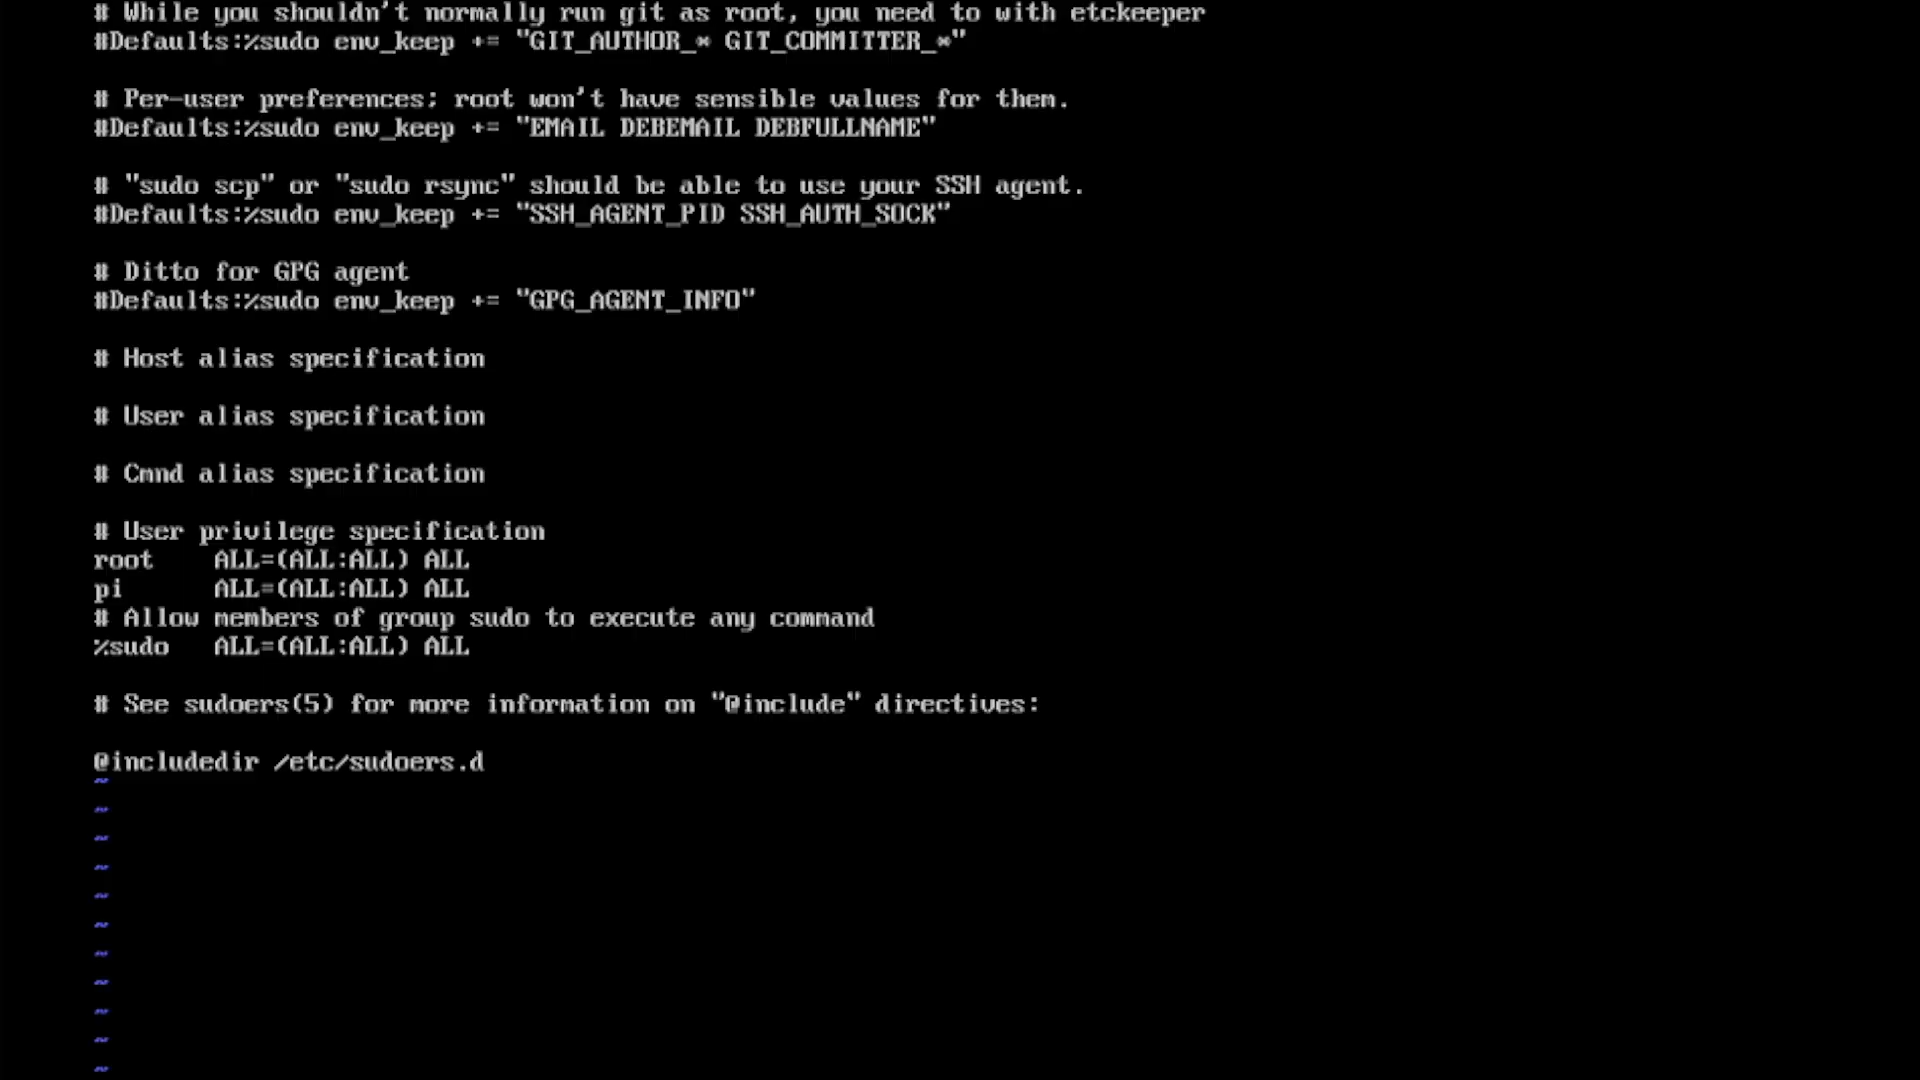 # While you shouldn't normally run git as root, you need to with etckeeper
#Defaults:%sudo env_keep += "GIT_AUTHOR_* GIT_COMMITTER_*"
# Per-user preferences; root won't have sensible values for them.
#Defaults:%sudo env_keep += "EMAIL DEBEMAIL DEBFULLNAME"
# "sudo scp" or "sudo rsync" should be able to use your SSH agent.
#Defaults:%sudo env_keep += "SSH_AGENT_PID SSH_AUTH_SOCK"
# Ditto for GPG agent
#Defaults:%sudo env_keep += "GPG_AGENT_INFO"
# Host alias specification
# User alias specification
# Cmnd alias specification
# User privilege specification
root    ALL=(ALL:ALL) ALL
pi      ALL=(ALL:ALL) ALL
# Allow members of group sudo to execute any command
%sudo   ALL=(ALL:ALL) ALL
# See sudoers(5) for more information on "@include" directives:
@includedir /etc/sudoers.d
~
~
~
~
~
~
~
~
~
~
~